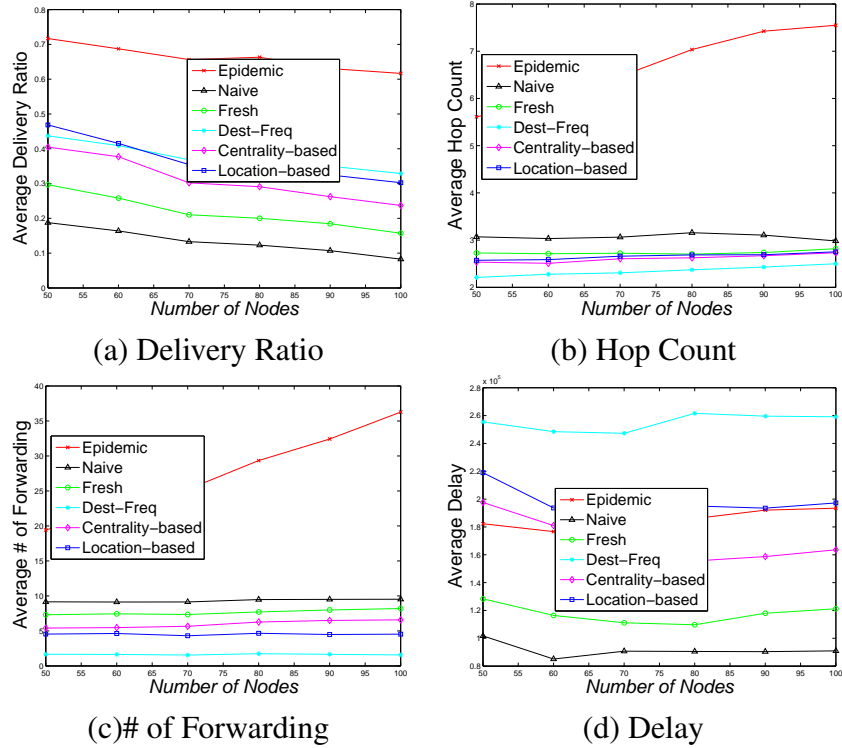 0.8
0.7
0.6
0.5
0.4
0.3
0.2
0.1
0
Average Delivery Ratio
Epidemic
Naive
Fresh
Dest-Freq
Centrality-based
Location-based
50 55 60 65 70 75 80 85 90 95 100
Number of Nodes
(a) Delivery Ratio
8
7
6
5
4
3
2
Average Hop Count
Epidemic
Naive
Fresh
Dest-Freq
Centrality-based
Location-based
50 55 60 65 70 75 80 85 90 95 100
Number of Nodes
(b) Hop Count
40
35
30
25
20
15
10
5
0
Average # of Forwarding
Epidemic
Naive
Fresh
Dest-Freq
Centrality-based
Location-based
50 55 60 65 70 75 80 85 90 95 100
Number of Nodes
(c)# of Forwarding
x 10⁵
2.8
2.6
2.4
2.2
2
1.8
1.6
1.4
1.2
1
0.8
Average Delay
Epidemic
Naive
Fresh
Dest-Freq
Centrality-based
Location-based
50 55 60 65 70 75 80 85 90 95 100
Number of Nodes
(d) Delay